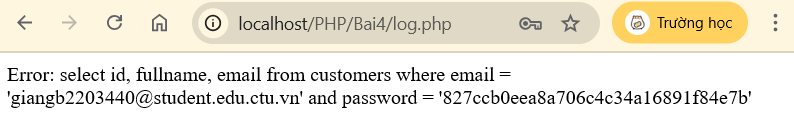 localhost/PHP/Bai4/log.php
Trường học
Error: select id, fullname, email from customers where email =
'giangb2203440@student.edu.ctu.vn' and password = '827ccb0eea8a706c4c34a16891f84e7b'